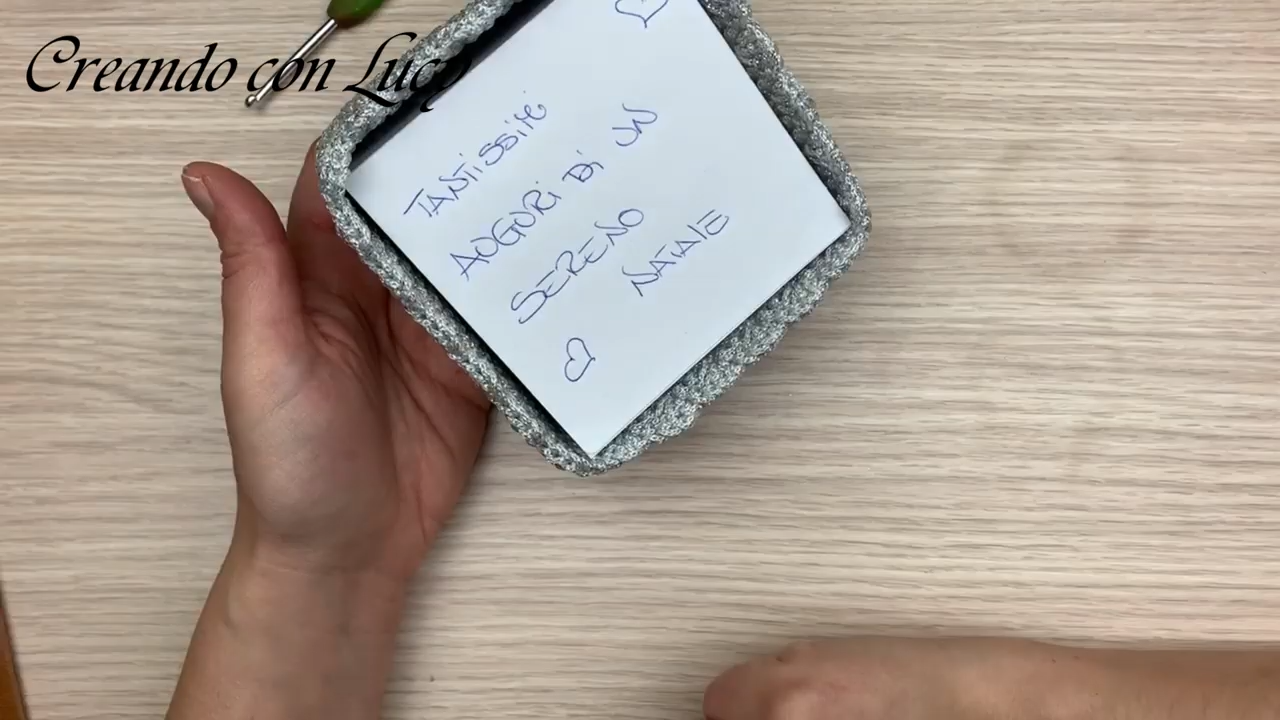 Creando con Lucy
TANTISSIMI
AUGURI DI UN
SERENO
NATALE